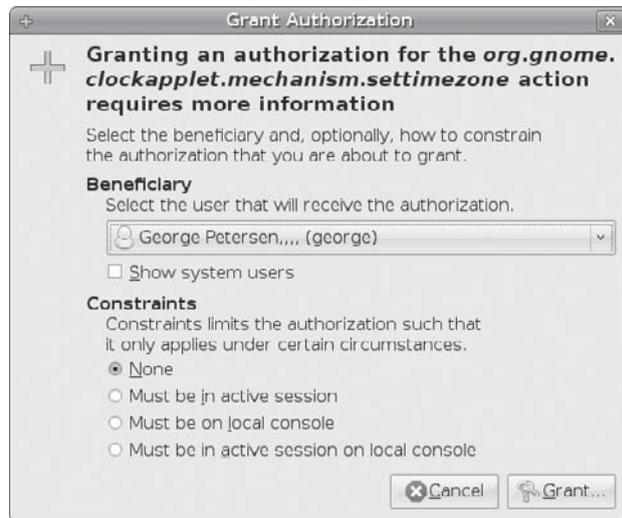 Grant Authorization
Granting an authorization for the org.gnome.
clockapplet.mechanism.settimezone action
requires more information
Select the beneficiary and, optionally, how to constrain
the authorization that you are about to grant.
Beneficiary
Select the user that will receive the authorization.
George Petersen,,,, (george)
Show system users
Constraints
Constraints limits the authorization such that
it only applies under certain circumstances.
None
Must be in active session
Must be on local console
Must be in active session on local console
Cancel
Grant...